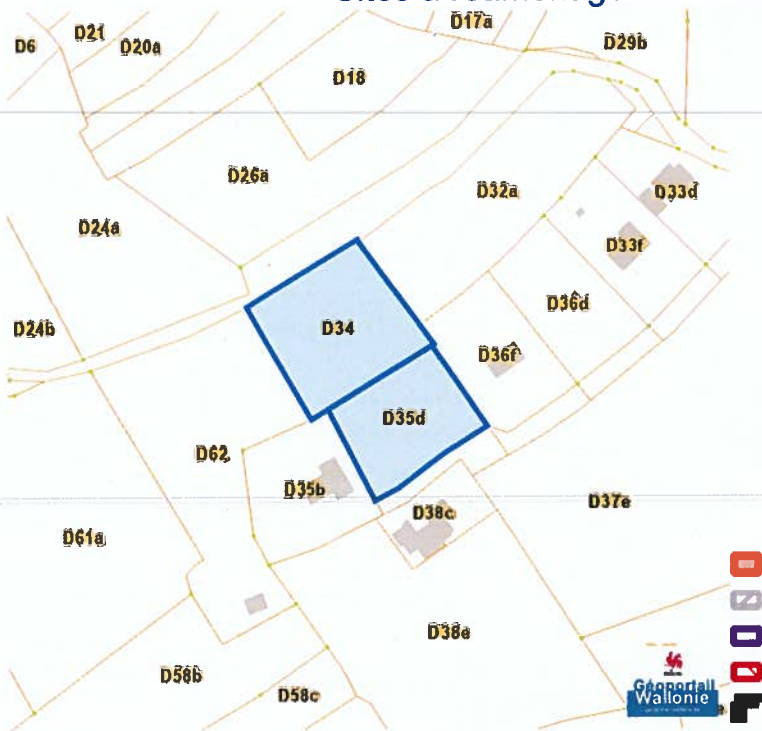 D17a
D21
D29b
D6
D20a
D18
D26a
D32a
D33d
D24a
D33f
D36d
D34
D24b
D36f
D35d
D62
D35b
D37e
D38c
D61a
D38e
D58b
D58c
Géoportail
Wallonie